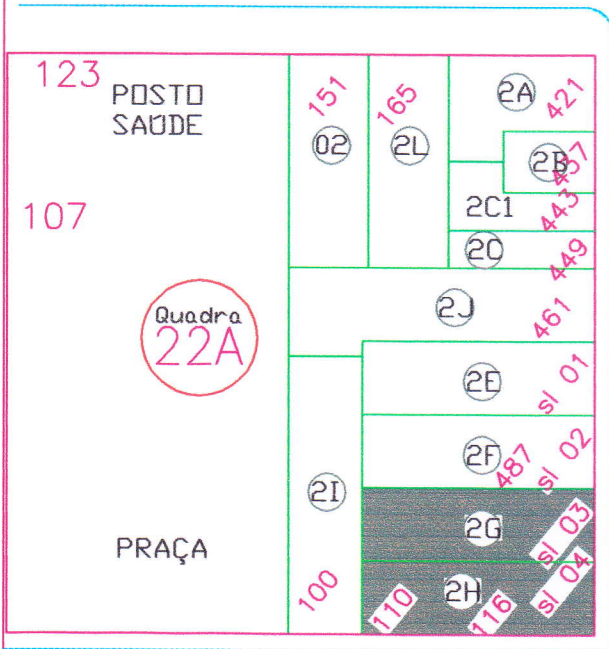 123
POSTO
SAÚDE
107
Quadra
22A
PRAÇA
151
02
165
2L
2A
421
2B
437
2C1
443
2O
449
2J
461
2E
sl 01
2F
487
sl 02
2I
100
2G
sl 03
2H
110
116
sl 04